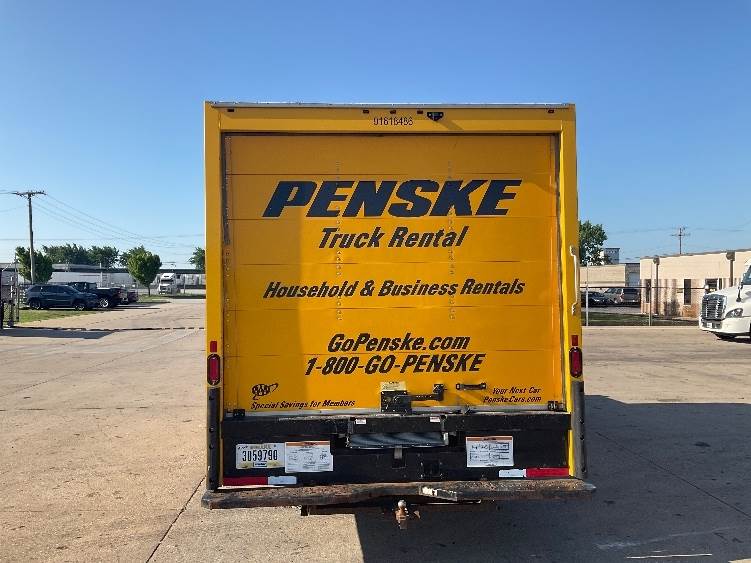 91618486
PENSKE
Truck Rental
Household & Business Rentals
GoPenske.com
1-800-GO-PENSKE
AAA
Special Savings for Members
Your Next Car
PenskeCars.com
3059790